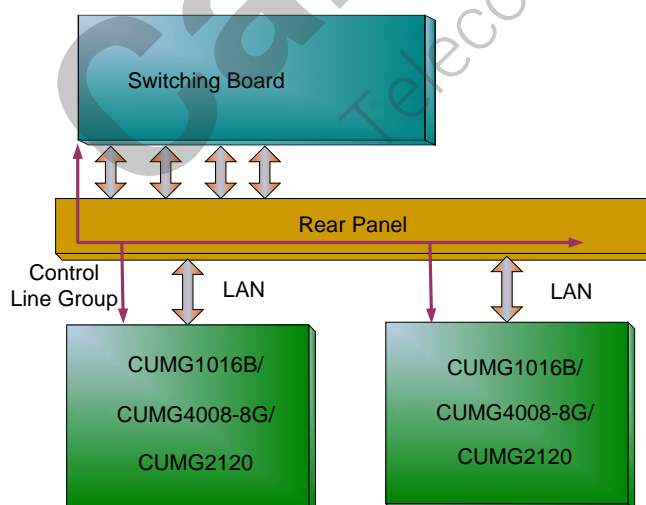 Switching Board
Rear Panel
Control
Line Group
LAN
LAN
CUMG1016B/
CUMG4008-8G/
CUMG2120
CUMG1016B/
CUMG4008-8G/
CUMG2120